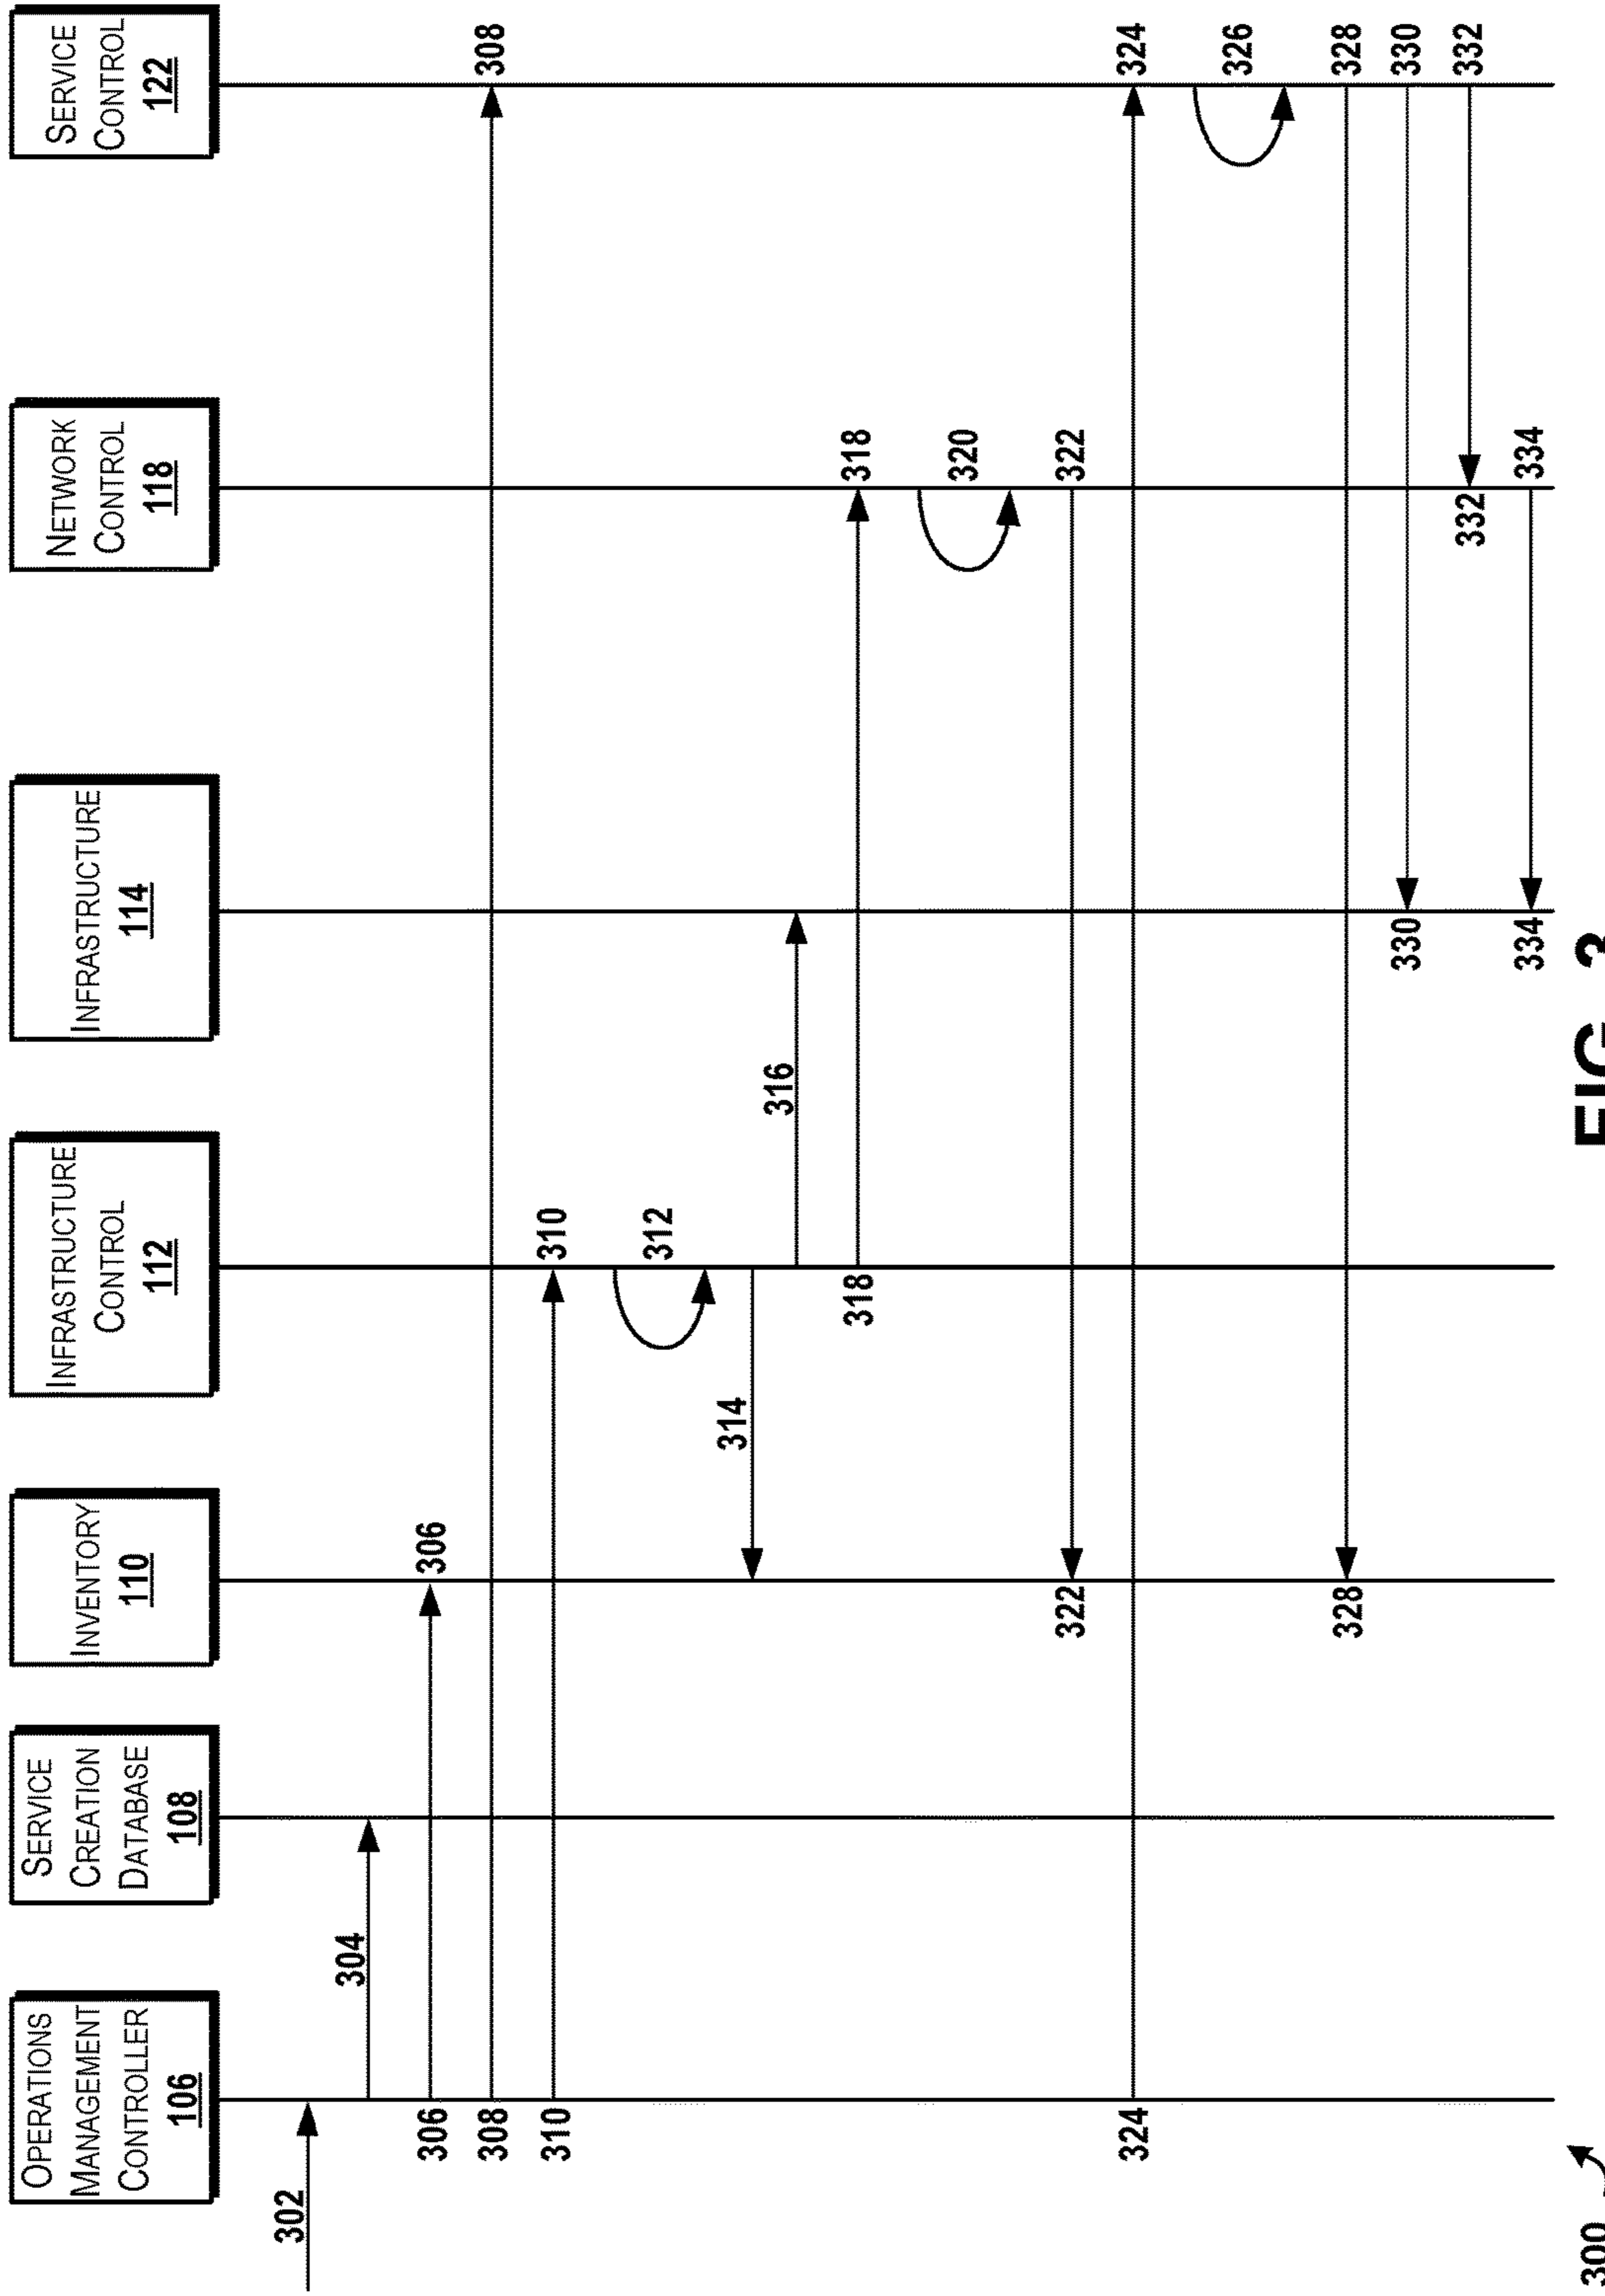 OPERATIONS
MANAGEMENT
CONTROLLER
106
SERVICE
CREATION
DATABASE
108
INVENTORY
110
INFRASTRUCTURE
CONTROL
112
INFRASTRUCTURE
114
NETWORK
CONTROL
118
SERVICE
CONTROL
122
302
304
306
306
308
308
310
310
312
314
316
318
318
320
322
322
324
324
326
328
328
330
330
332
332
334
334
300
FIG. 3